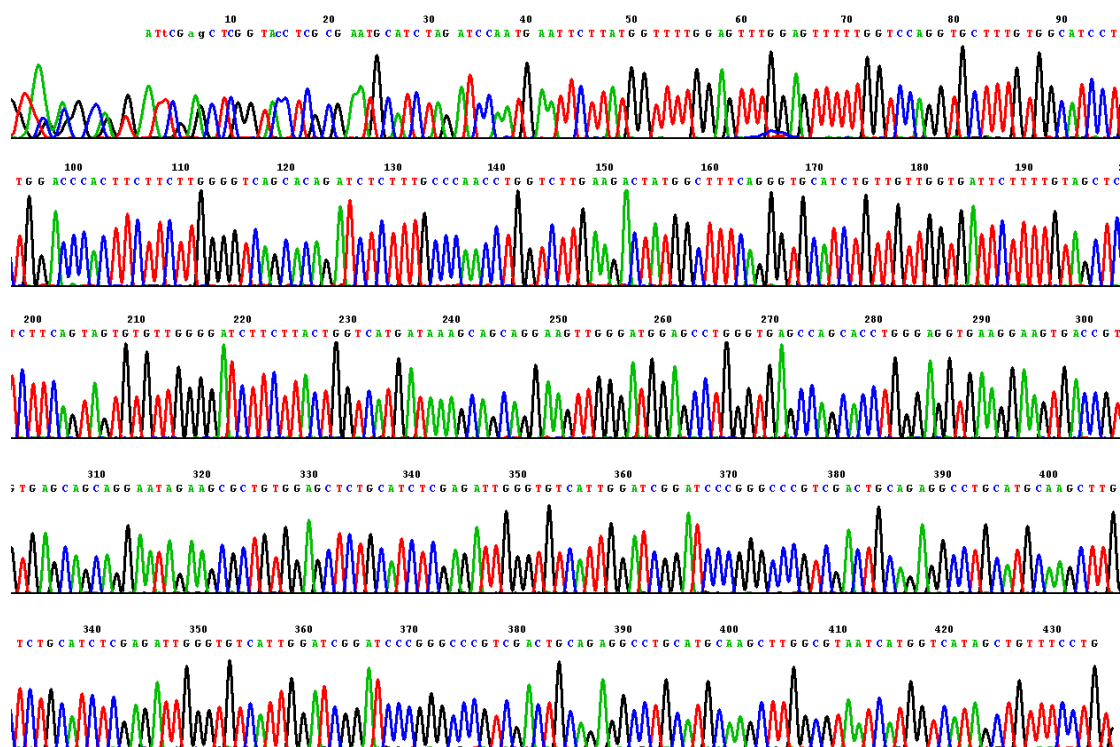 10 20 30 40 50 60 70 80 90
ATtCGagCTCGGTACCTCGCGAATGCATCTAGATCCAATGAATTCTTATGGTTTTGGAGTTTGGAGTTTTTGGTCCAGGTGCTTTGTGGCATCCT
100 110 120 130 140 150 160 170 180 190
TGGACCCACTTCTTCTTGGGGGTCAGCACAGATCTCTTTGCCCAACCTGGTCTTGAAGACTATGGCTTTCAGGGTGCATCTGTTGTTGGTGATTCTTTTGTAGCTC
200 210 220 230 240 250 260 270 280 290 300
TCTTCAGTAGTGTGTTGGGGATCTTCTTACTGGTCATGATAAAGCAGCAGGAAGTTGGGATGGAGCCTGGGTGAGCCAGCACCTGGGAGGTGAAGGAAGTGACCGT
310 320 330 340 350 360 370 380 390 400
GTGAGCAGCAGGAATAGAAGCGCTGTGGAGCTCTGCATCTCGAGATTGGGTGTCATTGGATCGGATCCCGGGCCCGTCGACTGCAGAGGCCTGCATGCAAGCTTG
340 350 360 370 380 390 400 410 420 430
TCTGCATCTCGAGATTGGGTGTCATTGGATCGGATCCCGGGCCCGTCGACTGCAGAGGCCTGCATGCAAGCTTGGCGTAATCATGGTCATAGCTGTTTCCTG